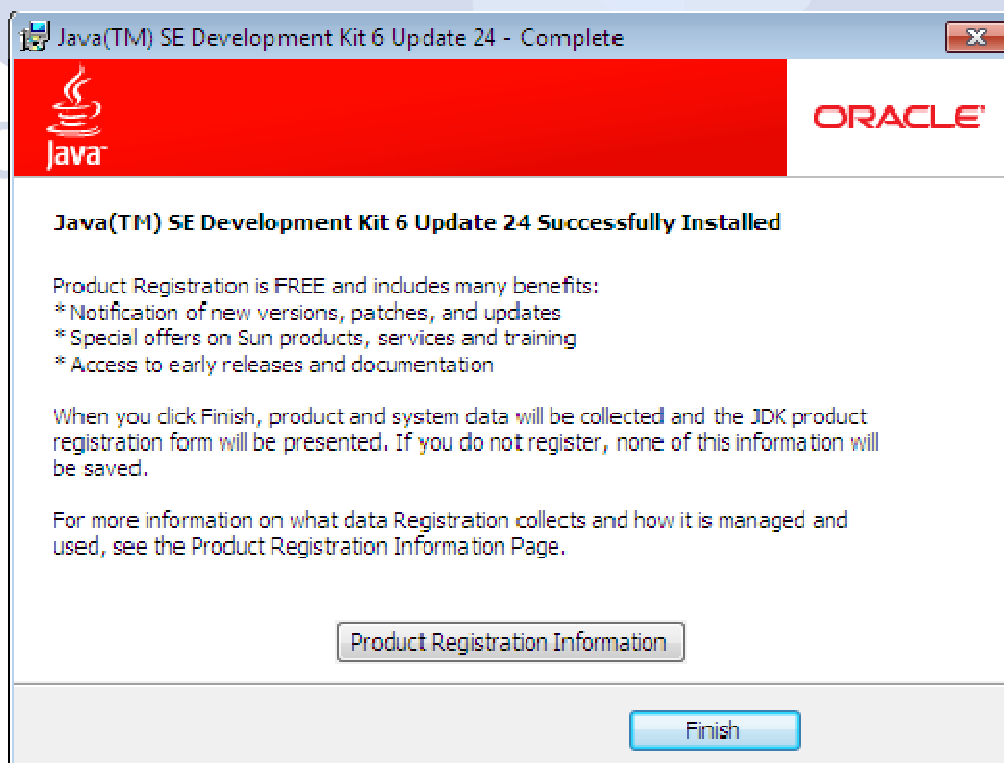 Java(TM) SE Development Kit 6 Update 24 - Complete
Java™
ORACLE®
Java(TM) SE Development Kit 6 Update 24 Successfully Installed
Product Registration is FREE and includes many benefits:
* Notification of new versions, patches, and updates
* Special offers on Sun products, services and training
* Access to early releases and documentation
When you click Finish, product and system data will be collected and the JDK product
registration form will be presented. If you do not register, none of this information will
be saved.
For more information on what data Registration collects and how it is managed and
used, see the Product Registration Information Page.
Product Registration Information
Finish